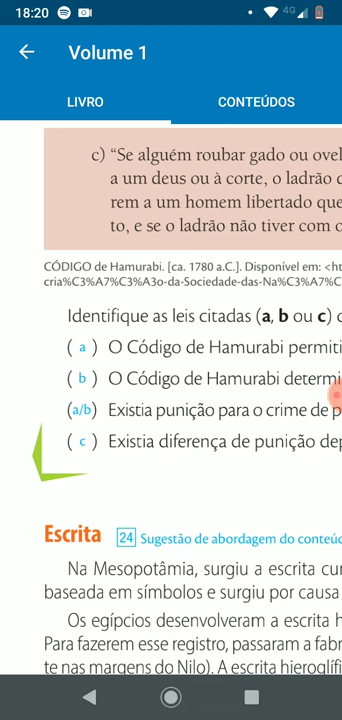 18:20
4G
Volume 1
LIVRO CONTEÚDOS
c) “Se alguém roubar gado ou ovel
a um deus ou à corte, o ladrão
rem a um homem libertado que
to, e se o ladrão não tiver com
CÓDIGO de Hamurabi. [ca. 1780 a.C.]. Disponível em: <ht
cria%C3%A7%C3%A3o-da-Sociedade-das-Na%C3%A7%C
Identifique as leis citadas (a, b ou c)
( a ) O Código de Hamurabi permiti
( b ) O Código de Hamurabi determi
(a/b) Existia punição para o crime de
( c ) Existia diferença de punição de
Escrita 24 Sugestão de abordagem do conteúd
Na Mesopotâmia, surgiu a escrita cu
baseada em símbolos e surgiu por causa
Os egípcios desenvolveram a escrita h
Para fazerem esse registro, passaram a fabr
te nas margens do Nilo). A escrita hieroglífi